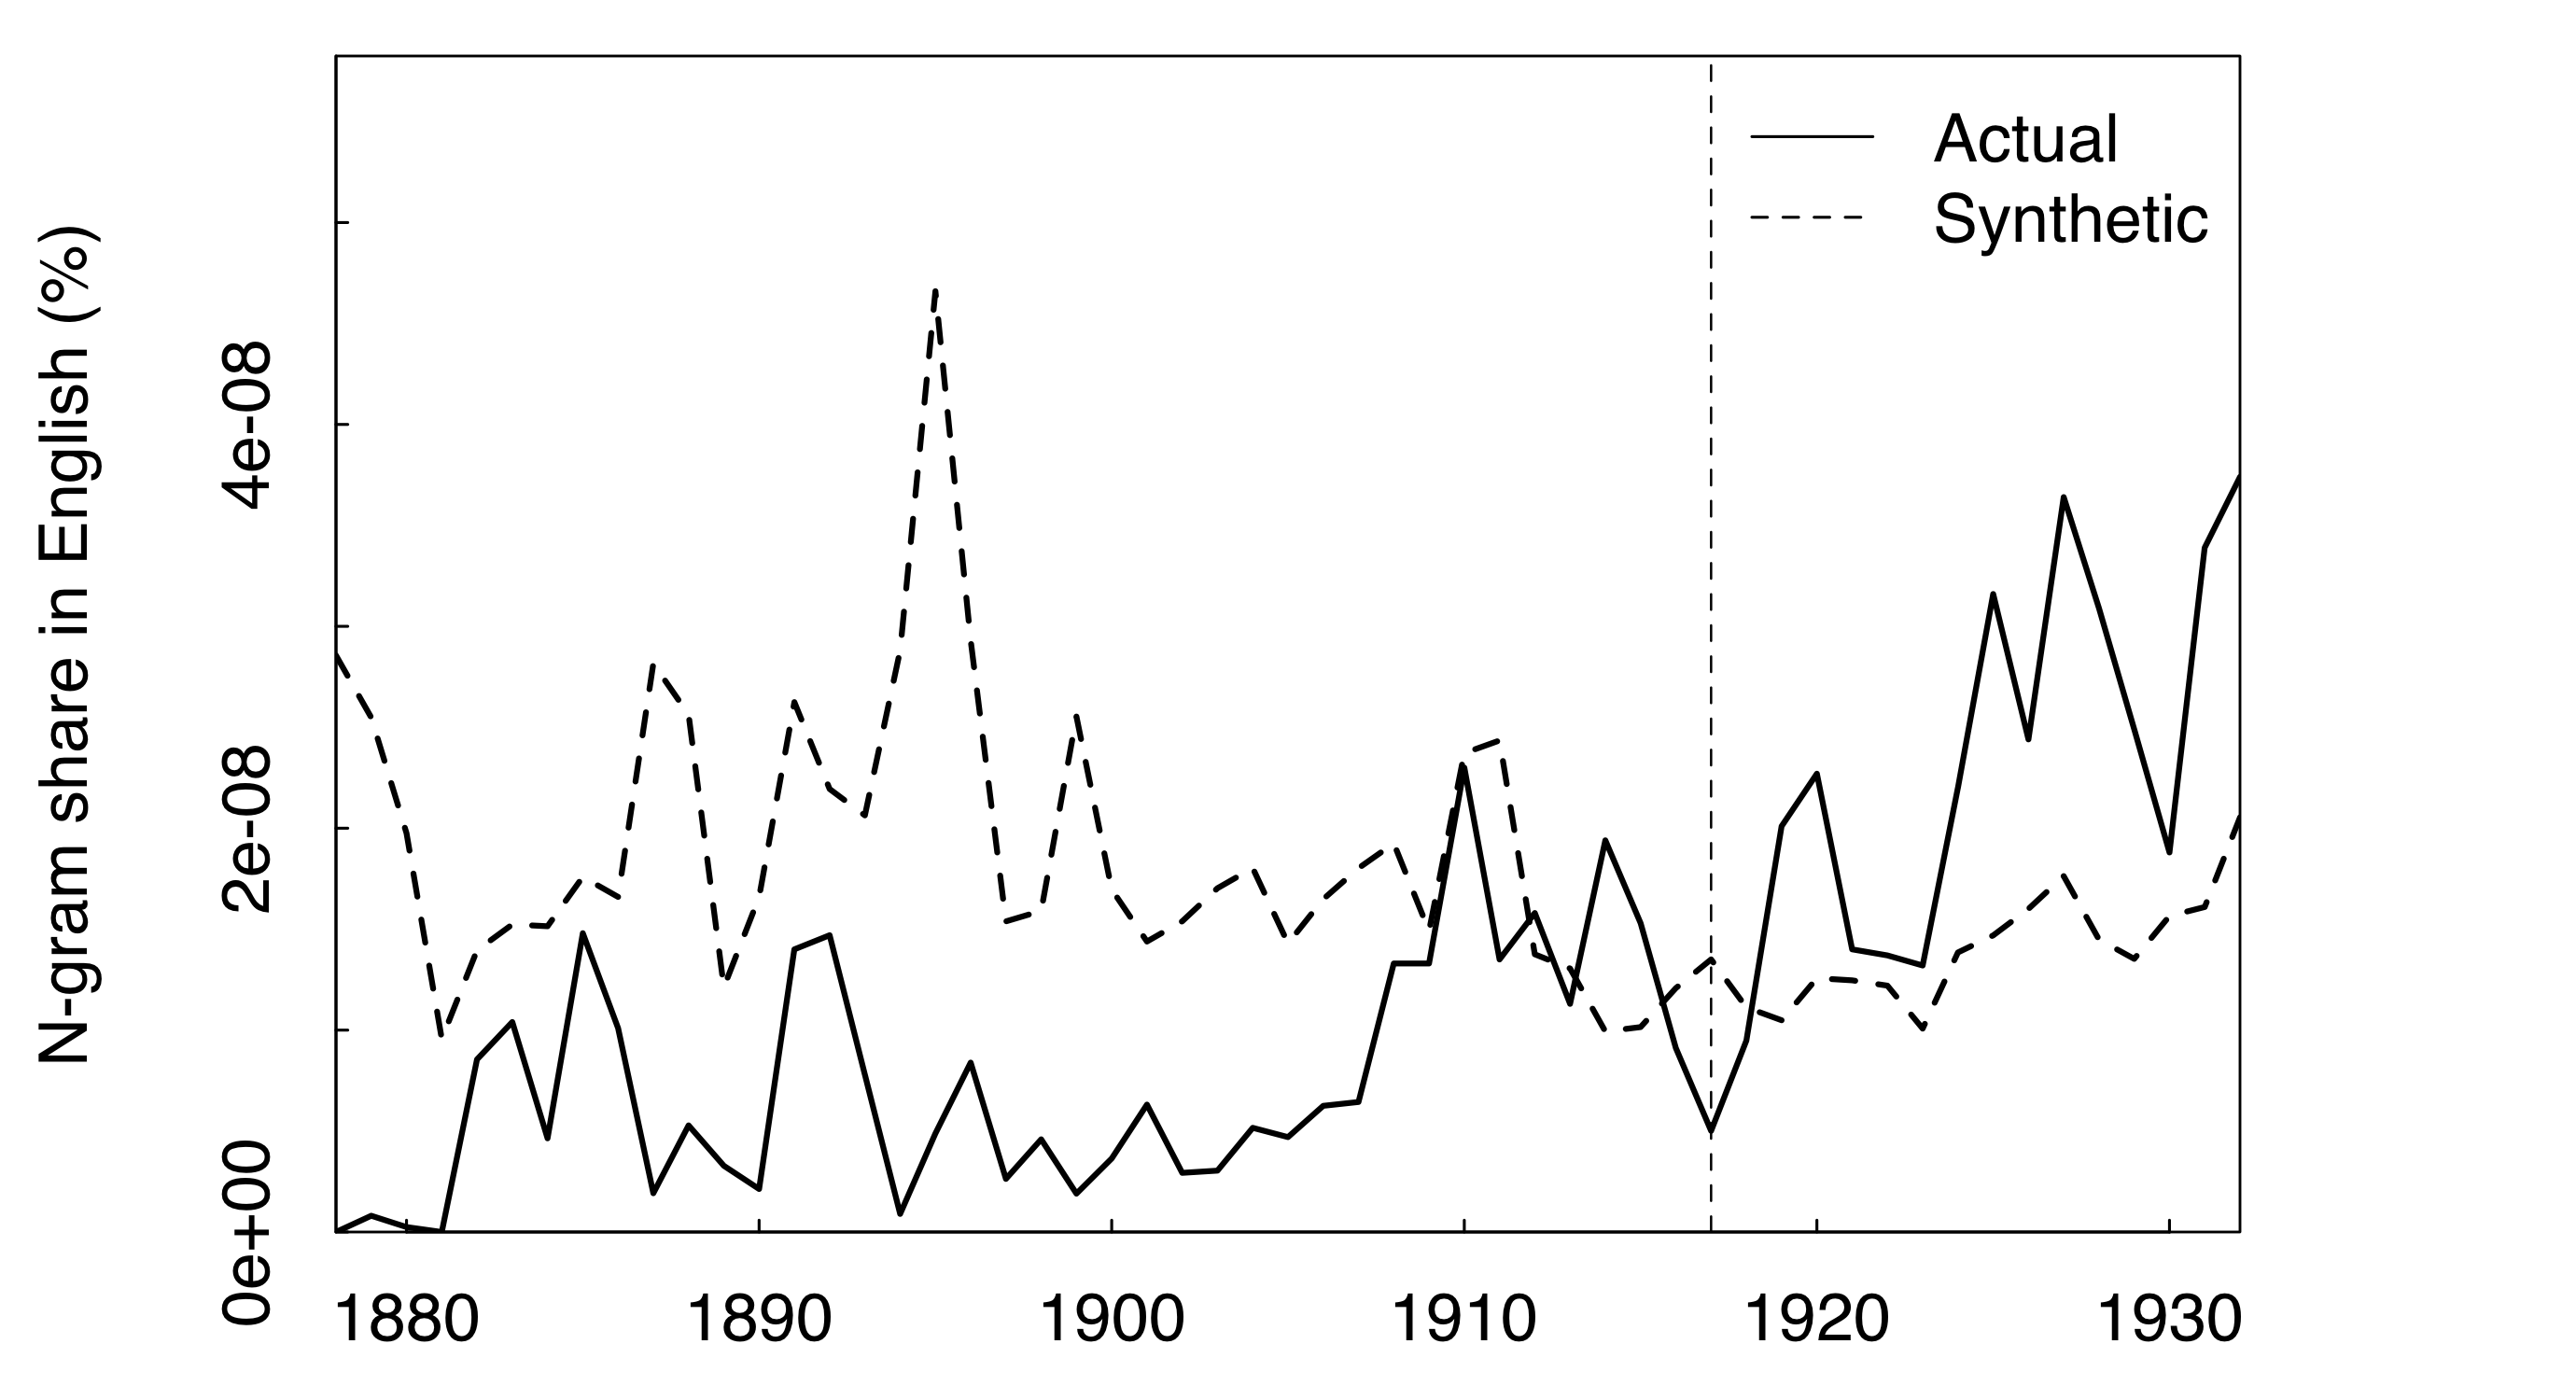 N-gram share in English (%)
4e-08
2e-08
0e+00
Actual
Synthetic
1880 1890 1900 1910 1920 1930